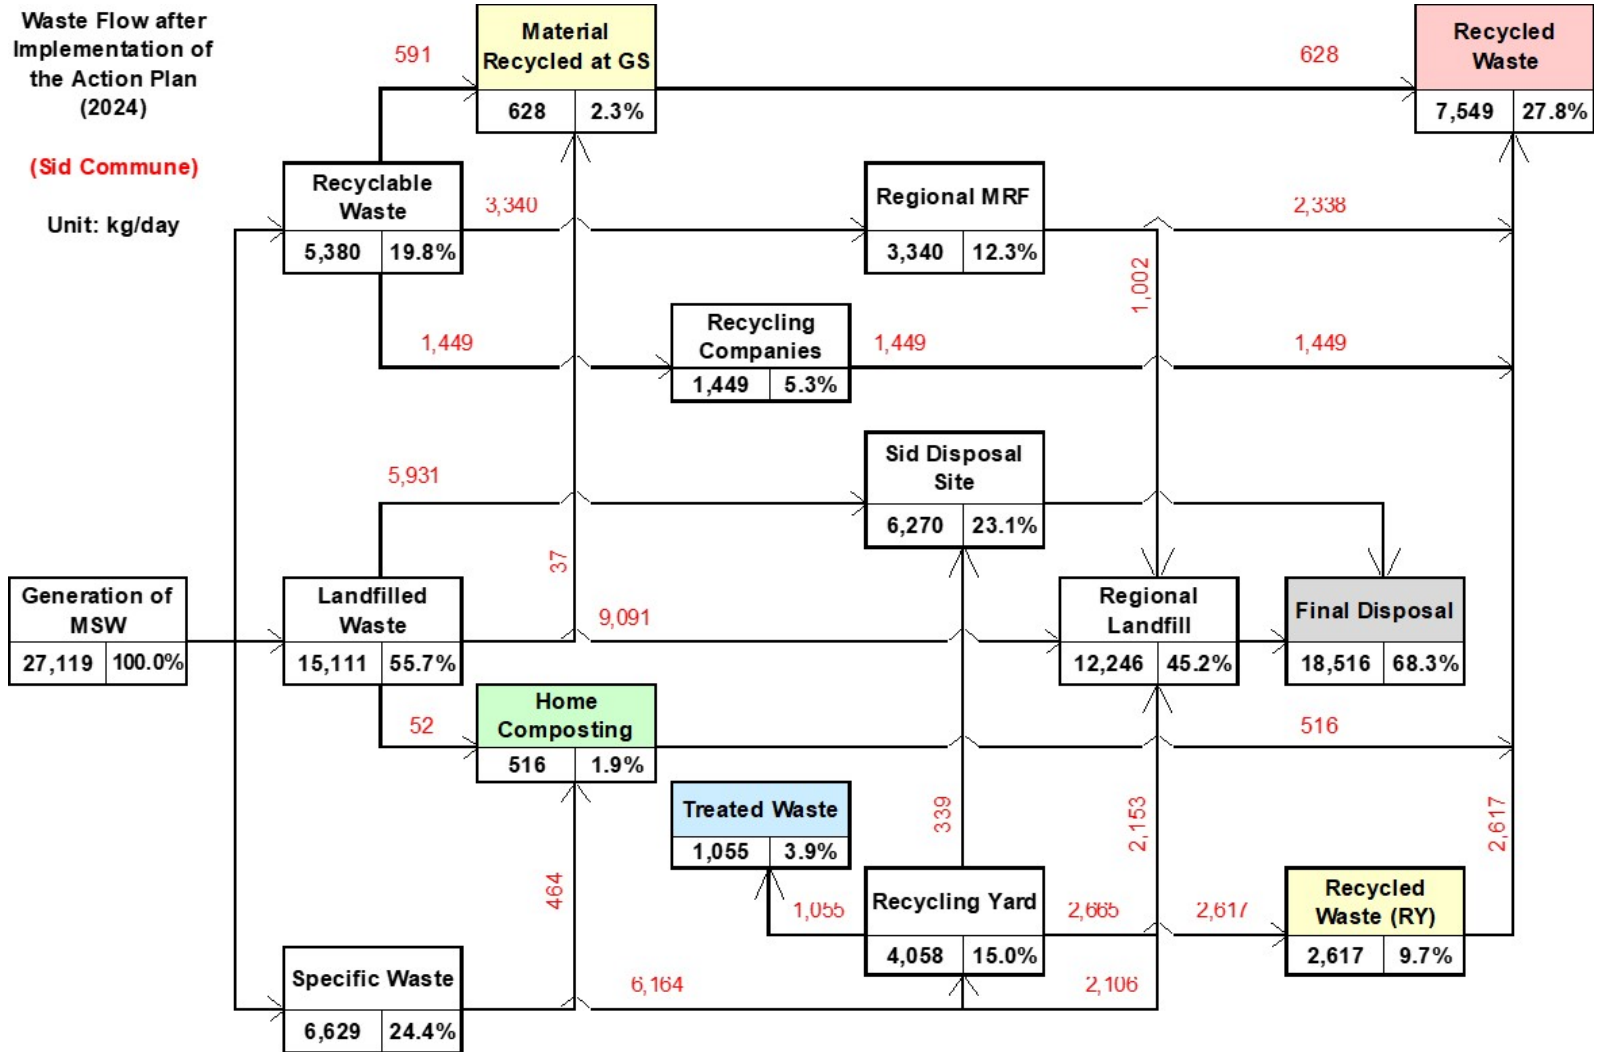 Waste Flow after
Implementation of
the Action Plan
(2024)
(Sid Commune)
Unit: kg/day
591
Material
Recycled at GS
628 2.3%
628
Recycled
Waste
7,549 27.8%
Recyclable
Waste
5,380 19.8%
3,340
Regional MRF
3,340 12.3%
2,338
1,002
1,449
Recycling
Companies
1,449 5.3%
1,449
1,449
5,931
Sid Disposal
Site
6,270 23.1%
37
Generation of
MSW
27,119 100.0%
Landfilled
Waste
15,111 55.7%
9,091
Regional
Landfill
12,246 45.2%
Final Disposal
18,516 68.3%
52
Home
Composting
516 1.9%
516
Treated Waste
1,055 3.9%
339
2,153
2,617
464
1,055
Recycling Yard
4,058 15.0%
2,665
2,617
Recycled
Waste (RY)
2,617 9.7%
Specific Waste
6,629 24.4%
6,164
2,106